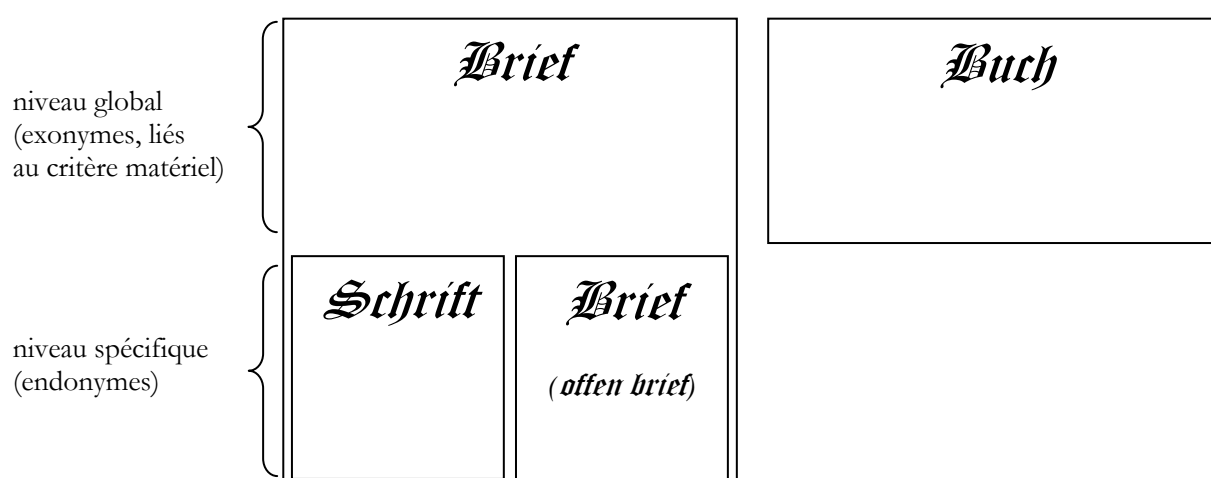 Brief
Buch
niveau global
(exonymes, liés
au critère matériel)
Schrift
Brief
niveau spécifique
(endonymes)
(offen brief)